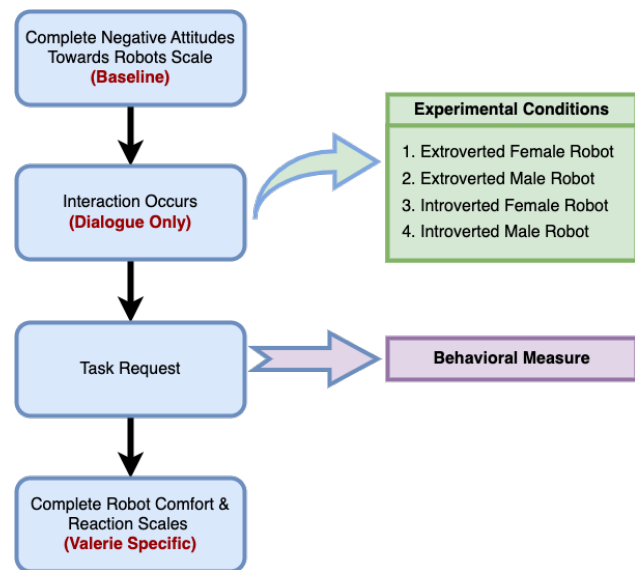 Complete Negative Attitudes
Towards Robots Scale
(Baseline)
Interaction Occurs
(Dialogue Only)
Experimental Conditions
1. Extroverted Female Robot
2. Extroverted Male Robot
3. Introverted Female Robot
4. Introverted Male Robot
Task Request
Behavioral Measure
Complete Robot Comfort &
Reaction Scales
(Valerie Specific)